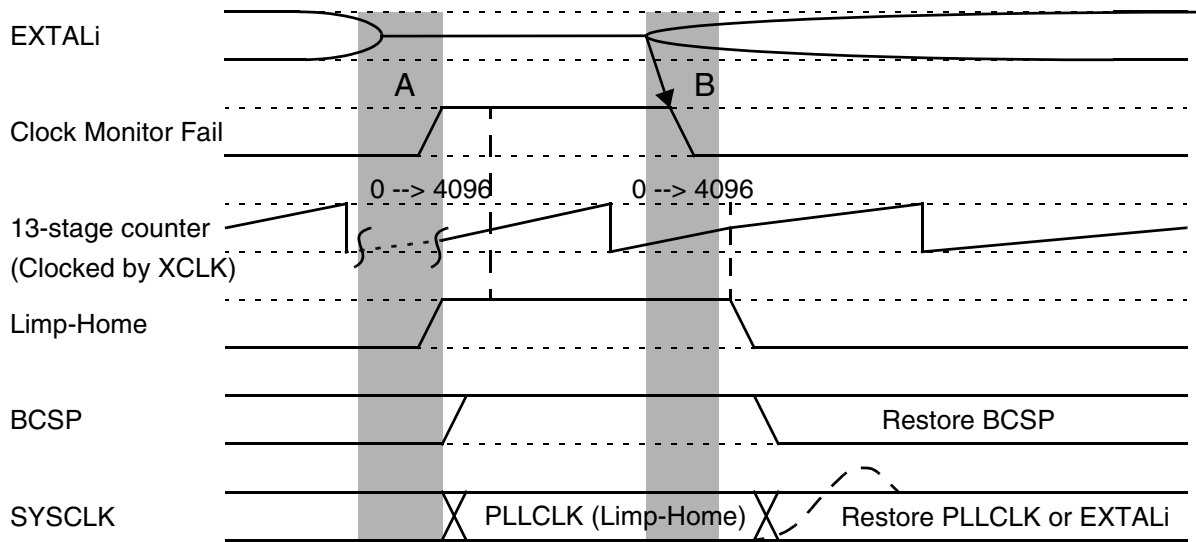 EXTALi
A
B
Clock Monitor Fail
0 --> 4096
0 --> 4096
13-stage counter
(Clocked by XCLK)
Limp-Home
BCSP
Restore BCSP
SYSCLK
PLLCLK (Limp-Home)
Restore PLLCLK or EXTALi